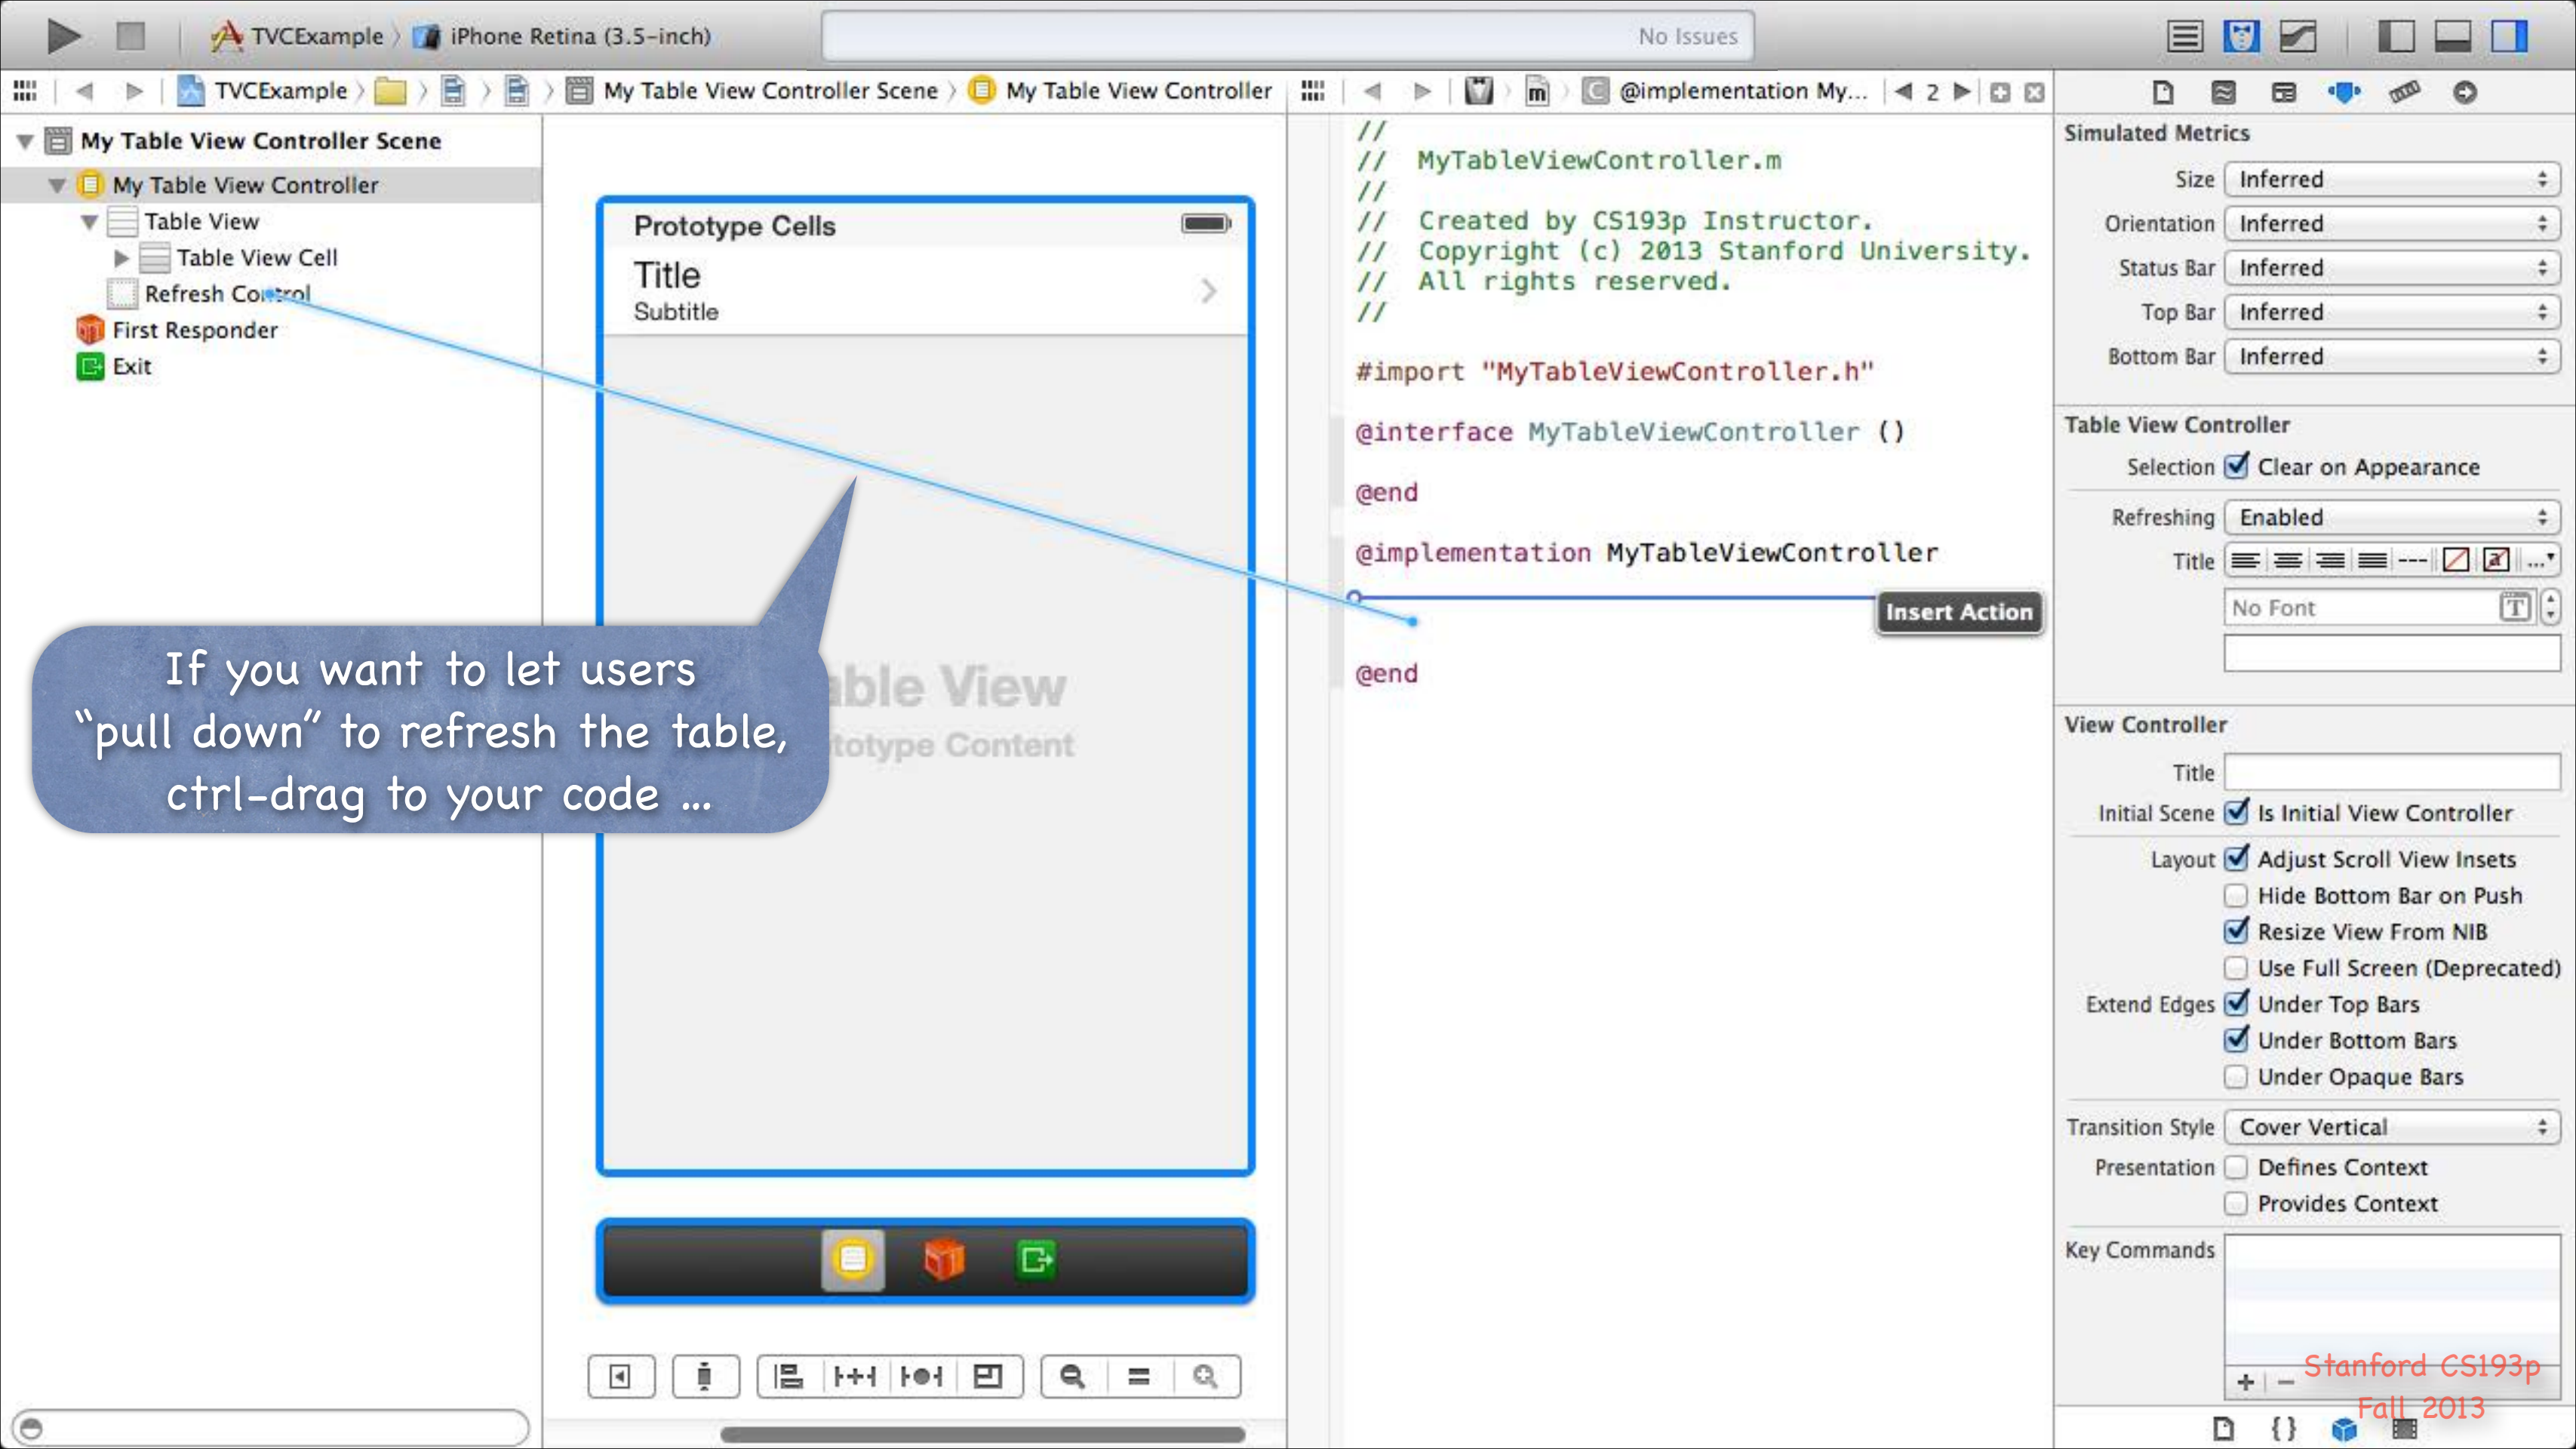 TVCExample
iPhone Retina (3.5-inch)
No Issues
TVCExample
My Table View Controller Scene
My Table View Controller
@implementation My...
2
My Table View Controller Scene
My Table View Controller
Table View
Table View Cell
Refresh Control
First Responder
Exit
Prototype Cells
Title
Subtitle
able View
totype Content
If you want to let users
“pull down” to refresh the table,
ctrl-drag to your code ...
//
// MyTableViewController.m
//
// Created by CS193p Instructor.
// Copyright (c) 2013 Stanford University.
// All rights reserved.
//
#import "MyTableViewController.h"
@interface MyTableViewController ()
@end
@implementation MyTableViewController
Insert Action
@end
Simulated Metrics
Size Inferred
Orientation Inferred
Status Bar Inferred
Top Bar Inferred
Bottom Bar Inferred
Table View Controller
Selection Clear on Appearance
Refreshing Enabled
Title
No Font
View Controller
Title
Initial Scene Is Initial View Controller
Layout Adjust Scroll View Insets
Hide Bottom Bar on Push
Resize View From NIB
Use Full Screen (Deprecated)
Extend Edges Under Top Bars
Under Bottom Bars
Under Opaque Bars
Transition Style Cover Vertical
Presentation Defines Context
Provides Context
Key Commands
Stanford CS193p
Fall 2013